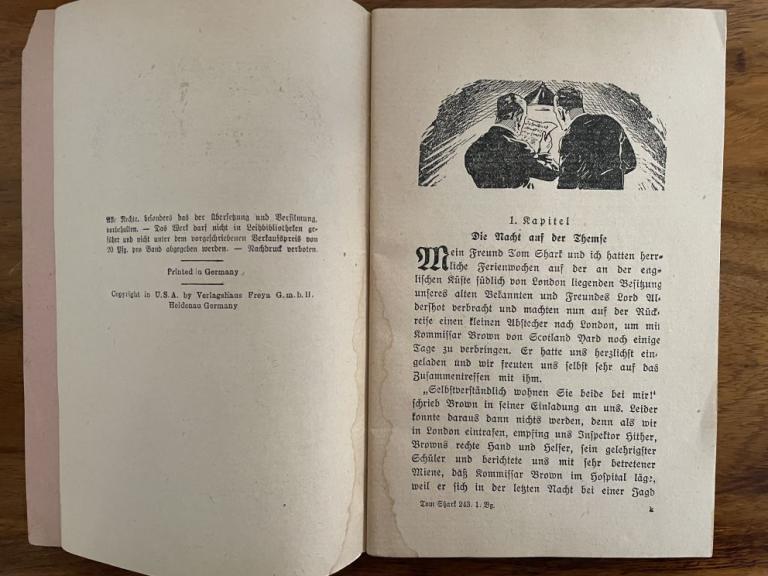 Alle Rechte, besonders das der Übersetzung und Verfilmung,
vorbehalten. — Das Werk darf nicht in Leihbibliotheken ge-
führt und nicht unter dem vorgeschriebenen Verkaufspreis von
20 Pfg. pro Band abgegeben werden. — Nachdruck verboten.
Printed in Germany
Copyright in U.S.A. by Verlagshaus Freya G.m.b.H.
Heidenau Germany
1. Kapitel
Die Nacht auf der Themse
Mein Freund Tom Shark und ich hatten herr-
liche Ferienwochen auf der an der eng-
lischen Küste südlich von London liegenden Besitzung
unseres alten Bekannten und Freundes Lord Al-
dershot verbracht und machten nun auf der Rück-
reise einen kleinen Abstecher nach London, um mit
Kommissar Brown von Scotland Yard noch einige
Tage zu verbringen. Er hatte uns herzlichst ein-
geladen und wir freuten uns selbst sehr auf das
Zusammentreffen mit ihm.
„Selbstverständlich wohnen Sie beide bei mir!“
schrieb Brown in seiner Einladung an uns. Leider
konnte daraus dann nichts werden, denn als wir
in London eintrafen, empfing uns Inspektor Hither,
Browns rechte Hand und Helfer, sein gelehrigster
Schüler und berichtete uns mit sehr betretener
Miene, daß Kommissar Brown im Hospital läge,
weil er sich in der letzten Nacht bei einer Jagd
Tom Shark 243. 1. Bg.